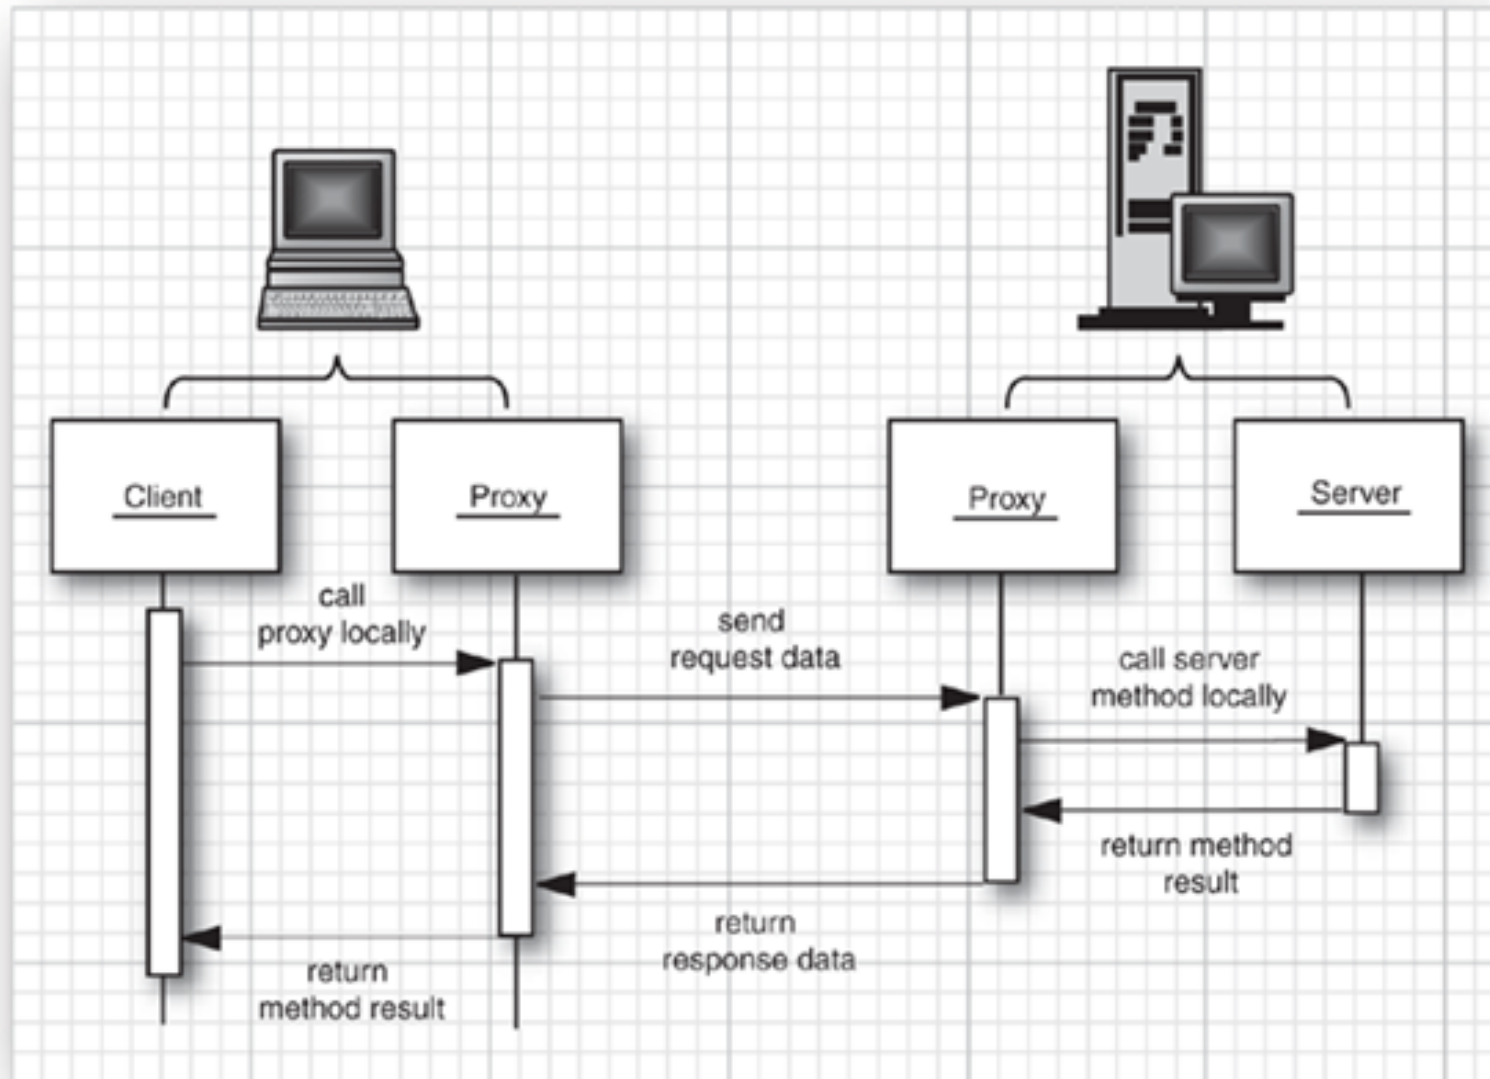 Client
Proxy
Proxy
Server
call
proxy locally
send
request data
call server
method locally
return method
result
return
response data
return
method result